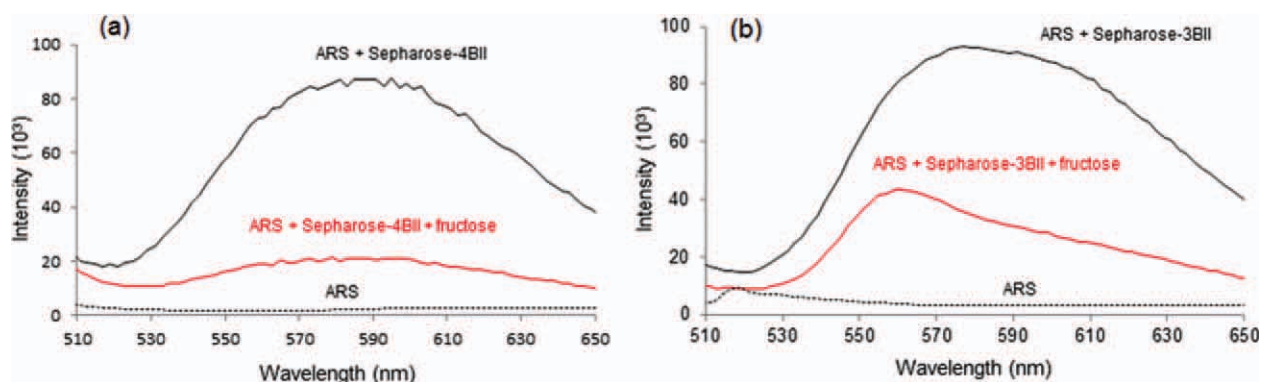 (a)
ARS + Sepharose-4BII
100
80
60
40
20
0
Intensity (10³)
ARS + Sepharose-4BII + fructose
ARS
510 530 550 570 590 610 630 650
Wavelength (nm)
(b)
ARS + Sepharose-3BII
100
80
60
40
20
0
Intensity (10³)
ARS + Sepharose-3BII + fructose
ARS
510 530 550 570 590 610 630 650
Wavelength (nm)